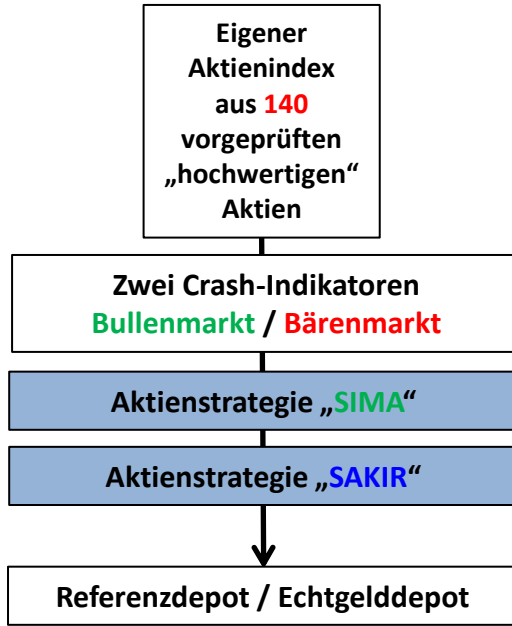 Eigener
Aktienindex
aus 140
vorgeprüften
„hochwertigen“
Aktien
Zwei Crash-Indikatoren
Bullenmarkt / Bärenmarkt
Aktienstrategie „SIMA“
Aktienstrategie „SAKIR“
Referenzdepot / Echtgelddepot